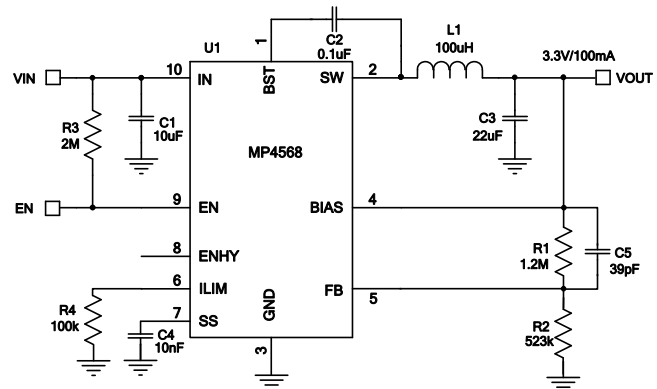 U1
1
C2
0.1uF
L1
100uH
3.3V/100mA
VIN
10
IN
BST
SW
2
VOUT
R3
2M
C1
10uF
MP4568
C3
22uF
EN
9
EN
BIAS
4
8
ENHY
R1
1.2M
C5
39pF
6
ILIM
GND
FB
5
R4
100k
7
SS
C4
10nF
3
R2
523k